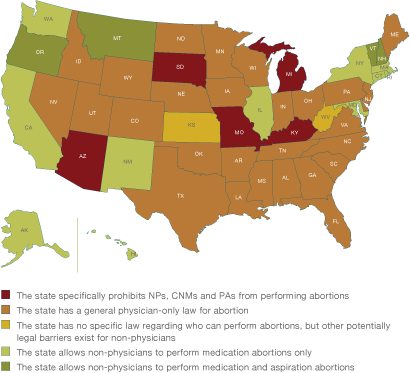 WA
MT
ND
ME
OR
MN
VT
NH
ID
SD
WI
NY
MA
WY
MI
CT
RI
IA
PA
NJ
NE
NV
OH
IL
IN
UT
CO
WV
CA
KS
MO
VA
KY
NC
TN
OK
AZ
NM
AR
SC
MS
AL
GA
TX
LA
AK
FL
HI
The state specifically prohibits NPs, CNMs and PAs from performing abortions
The state has a general physician-only law for abortion
The state has no specific law regarding who can perform abortions, but other potentially
legal barriers exist for non-physicians
The state allows non-physicians to perform medication abortions only
The state allows non-physicians to perform medication and aspiration abortions